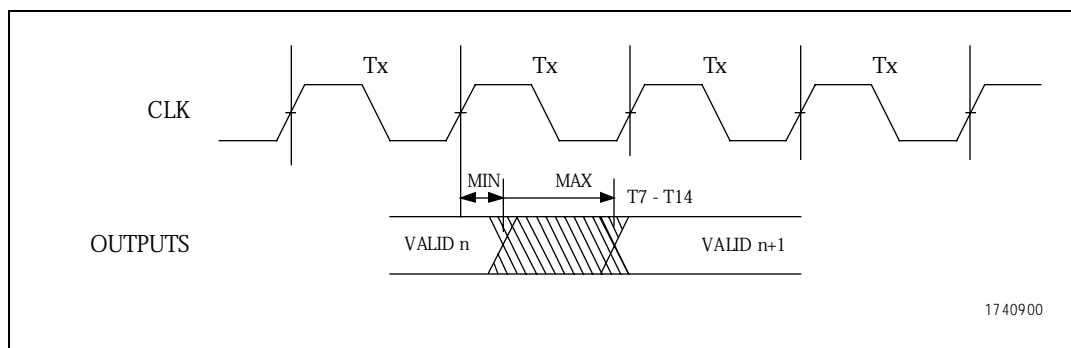 Tx Tx Tx Tx
CLK
MIN MAX T7 - T14
OUTPUTS VALID n VALID n+1
1740900